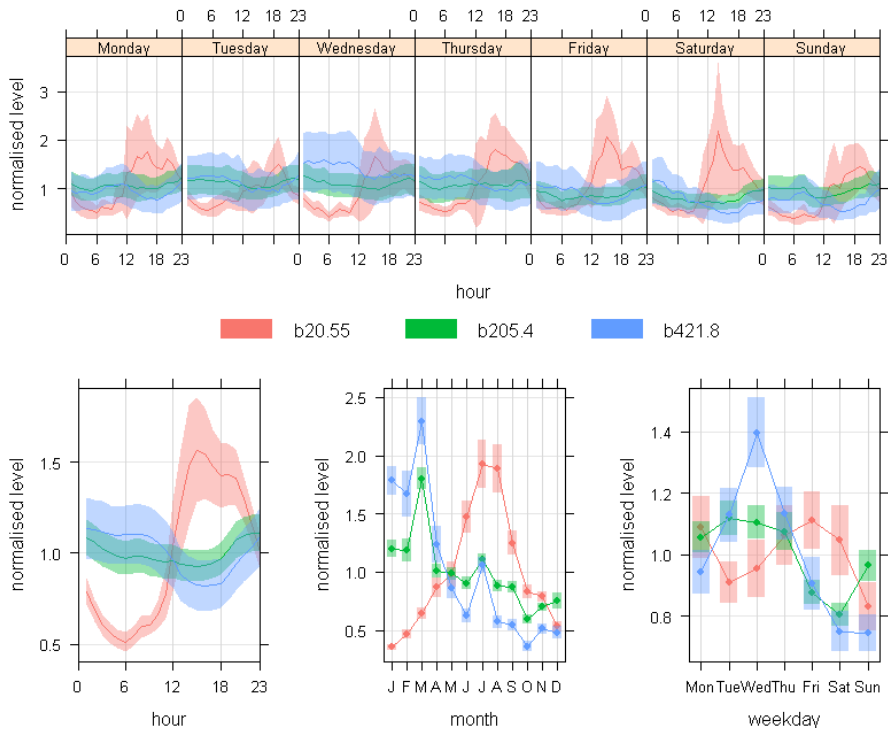 0 6 12 18 23 0 6 12 18 23 0 6 12 18 23
Monday Tuesday Wednesday Thursday Friday Saturday Sunday
normalised level
3
2
1
0 6 12 18 23 0 6 12 18 23 0 6 12 18 23 0 6 12 18 23
hour
b20.55 b205.4 b421.8
normalised level
1.5
1.0
0.5
0 6 12 18 23
hour
normalised level
2.5
2.0
1.5
1.0
0.5
J F M A M J J A S O N D
month
normalised level
1.4
1.2
1.0
0.8
Mon Tue Wed Thu Fri Sat Sun
weekday